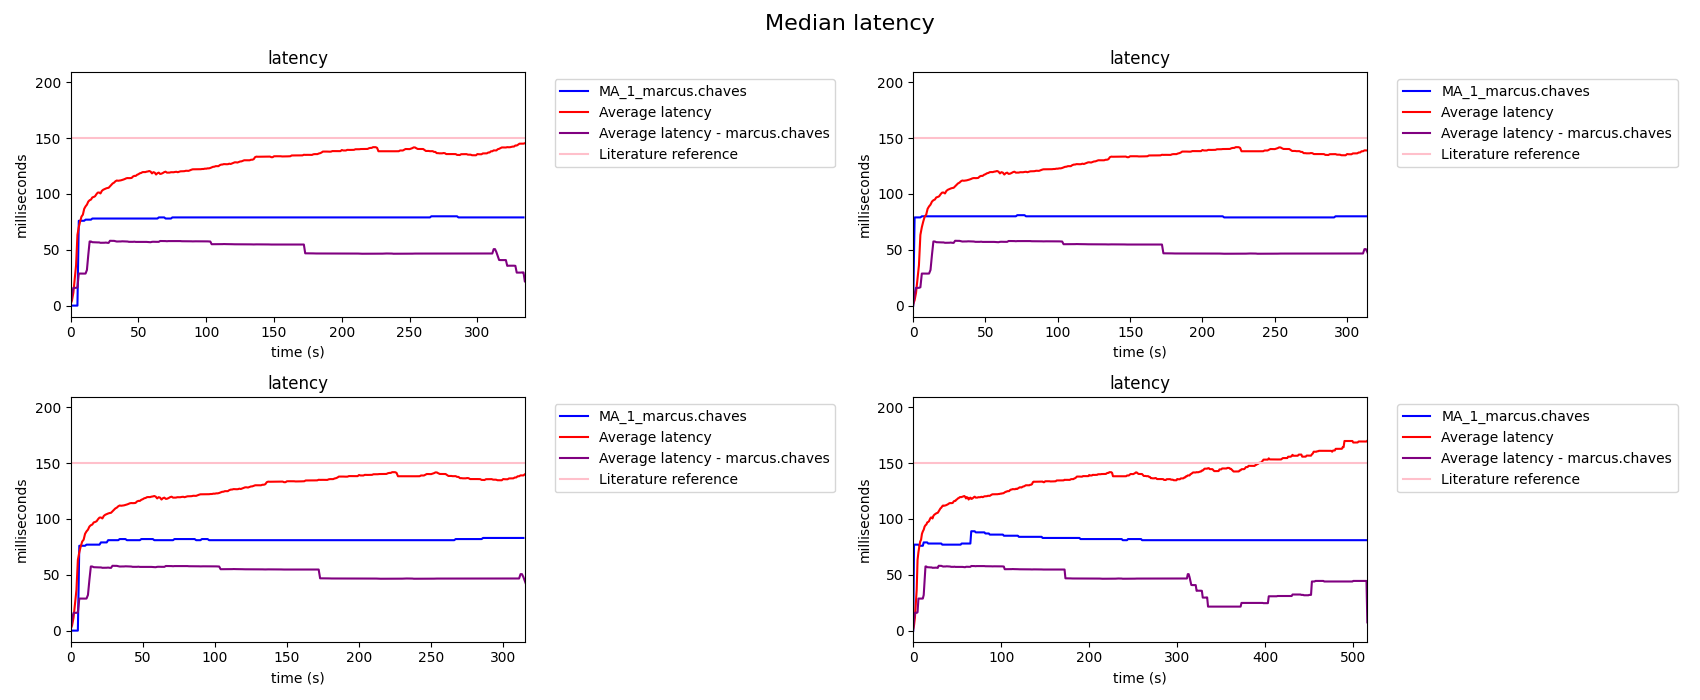 Median latency
latency
200
150
100
50
0
milliseconds
0 50 100 150 200 250 300
time (s)
MA_1_marcus.chaves
Average latency
Average latency - marcus.chaves
Literature reference
latency
200
150
100
50
0
milliseconds
0 50 100 150 200 250 300
time (s)
MA_1_marcus.chaves
Average latency
Average latency - marcus.chaves
Literature reference
latency
200
150
100
50
0
milliseconds
0 50 100 150 200 250 300
time (s)
MA_1_marcus.chaves
Average latency
Average latency - marcus.chaves
Literature reference
latency
200
150
100
50
0
milliseconds
0 100 200 300 400 500
time (s)
MA_1_marcus.chaves
Average latency
Average latency - marcus.chaves
Literature reference